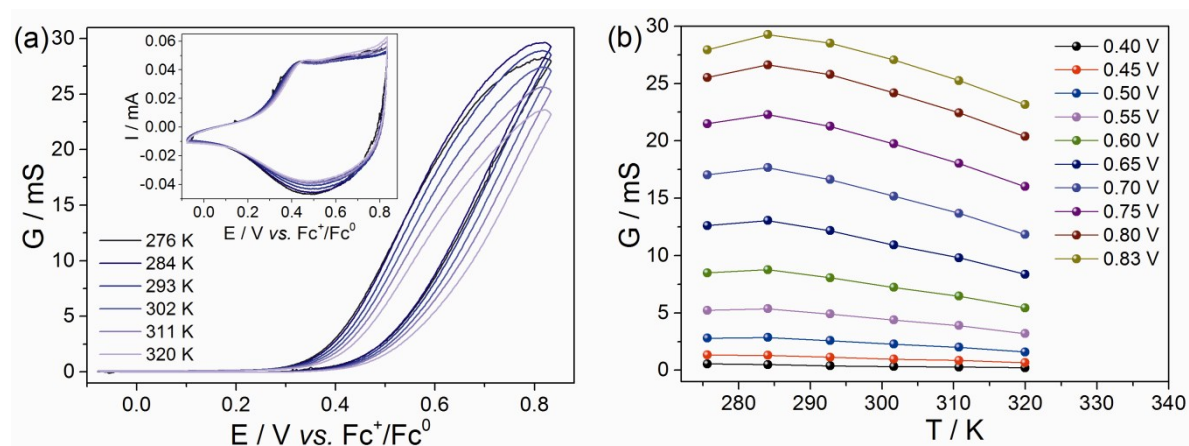 (a)
G / mS
30
25
20
15
10
5
0
0.0 0.2 0.4 0.6 0.8
E / V vs. Fc⁺/Fc⁰
I / mA
0.06
0.04
0.02
0.00
-0.02
-0.04
0.0 0.2 0.4 0.6 0.8
E / V vs. Fc⁺/Fc⁰
276 K
284 K
293 K
302 K
311 K
320 K
(b)
G / mS
30
25
20
15
10
5
0
280 290 300 310 320 330 340
T / K
0.40 V
0.45 V
0.50 V
0.55 V
0.60 V
0.65 V
0.70 V
0.75 V
0.80 V
0.83 V